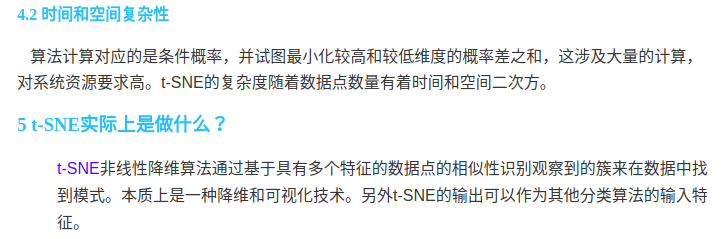 4.2 时间和空间复杂性
算法计算对应的是条件概率，并试图最小化较高和较低维度的概率差之和，这涉及大量的计算，
对系统资源要求高。t-SNE的复杂度随着数据点数量有着时间和空间二次方。
5 t-SNE实际上是做什么？
t-SNE非线性降维算法通过基于具有多个特征的数据点的相似性识别观察到的簇来在数据中找
到模式。本质上是一种降维和可视化技术。另外t-SNE的输出可以作为其他分类算法的输入特
征。